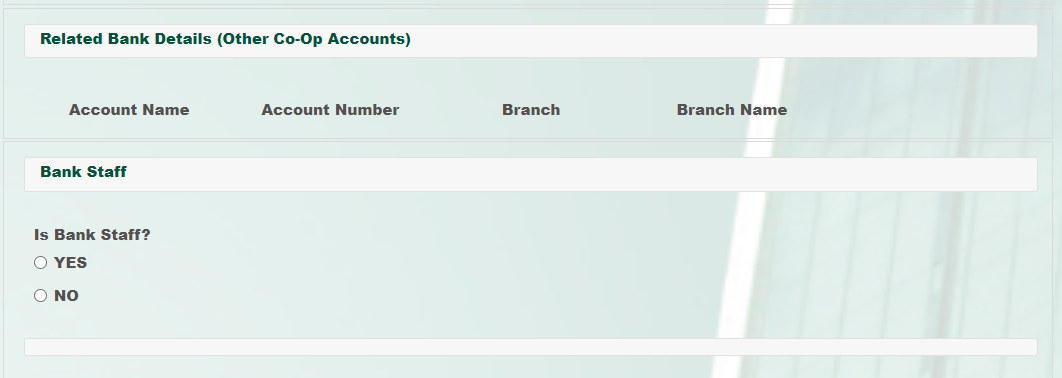 Related Bank Details (Other Co-Op Accounts)
Account Name Account Number Branch Branch Name
Bank Staff
Is Bank Staff?
YES
NO